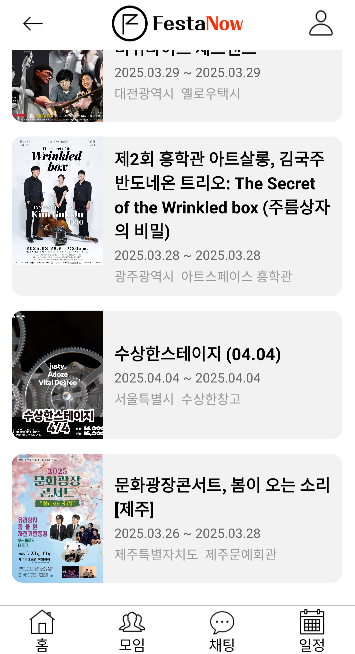 FestaNow
2025.03.29 ~ 2025.03.29
대전광역시 옐로우택시
Wrinkled
box
제2회 흥학관 아트살롱, 김국주
반도네온 트리오: The Secret
of the Wrinkled box (주름상자
의 비밀)
2025.03.28 ~ 2025.03.28
광주광역시 아트스페이스 흥학관
justy
Adoze
Vital Degree
수상한스테이지
4/4
수상한스테이지 (04.04)
2025.04.04 ~ 2025.04.04
서울특별시 수상한창고
2025
문화광장
콘서트
문화광장콘서트, 봄이 오는 소리
[제주]
2025.03.26 ~ 2025.03.28
제주특별자치도 제주문예회관
홈
모임
채팅
일정